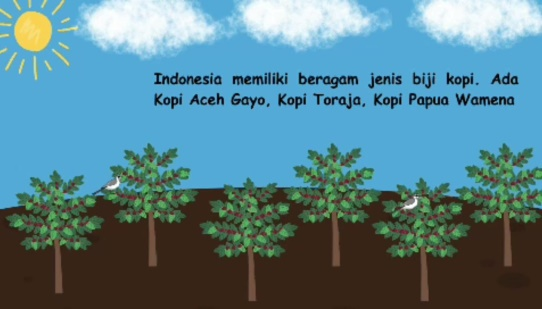 Indonesia memiliki beragam jenis biji kopi. Ada
Kopi Aceh Gayo, Kopi Toraja, Kopi Papua Wamena